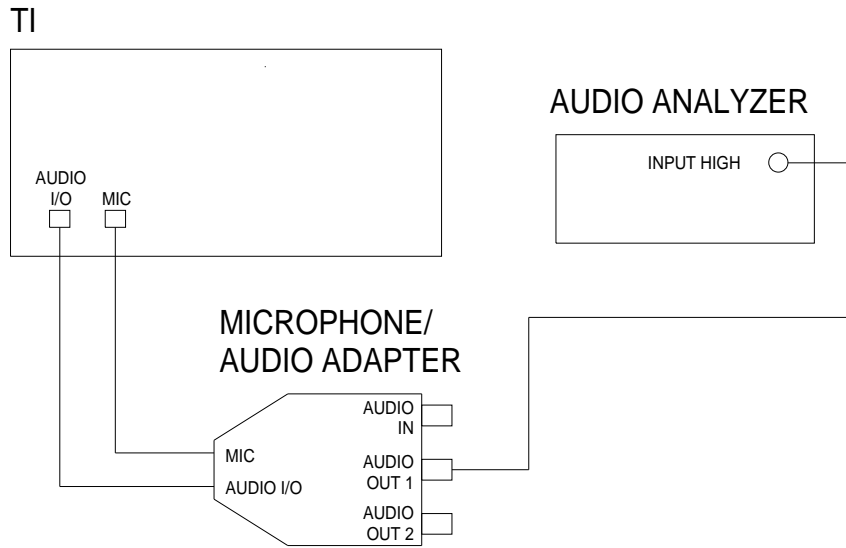 TI
AUDIO
I/O
MIC
AUDIO ANALYZER
INPUT HIGH
MICROPHONE/
AUDIO ADAPTER
MIC
AUDIO I/O
AUDIO
IN
AUDIO
OUT 1
AUDIO
OUT 2